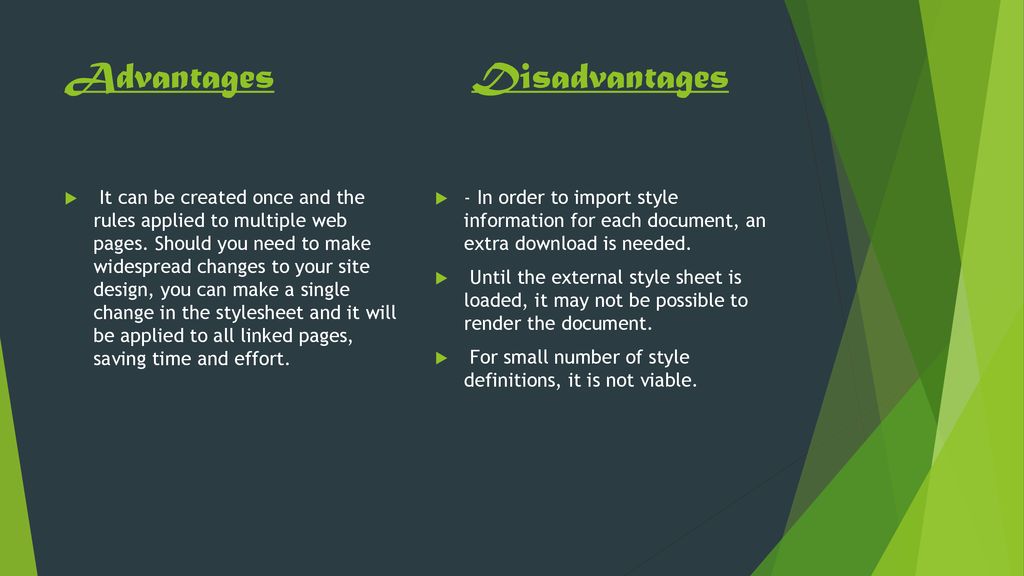 Advantages
Disadvantages
It can be created once and the
rules applied to multiple web
pages. Should you need to make
widespread changes to your site
design, you can make a single
change in the stylesheet and it will
be applied to all linked pages,
saving time and effort.
- In order to import style
information for each document, an
extra download is needed.
Until the external style sheet is
loaded, it may not be possible to
render the document.
For small number of style
definitions, it is not viable.